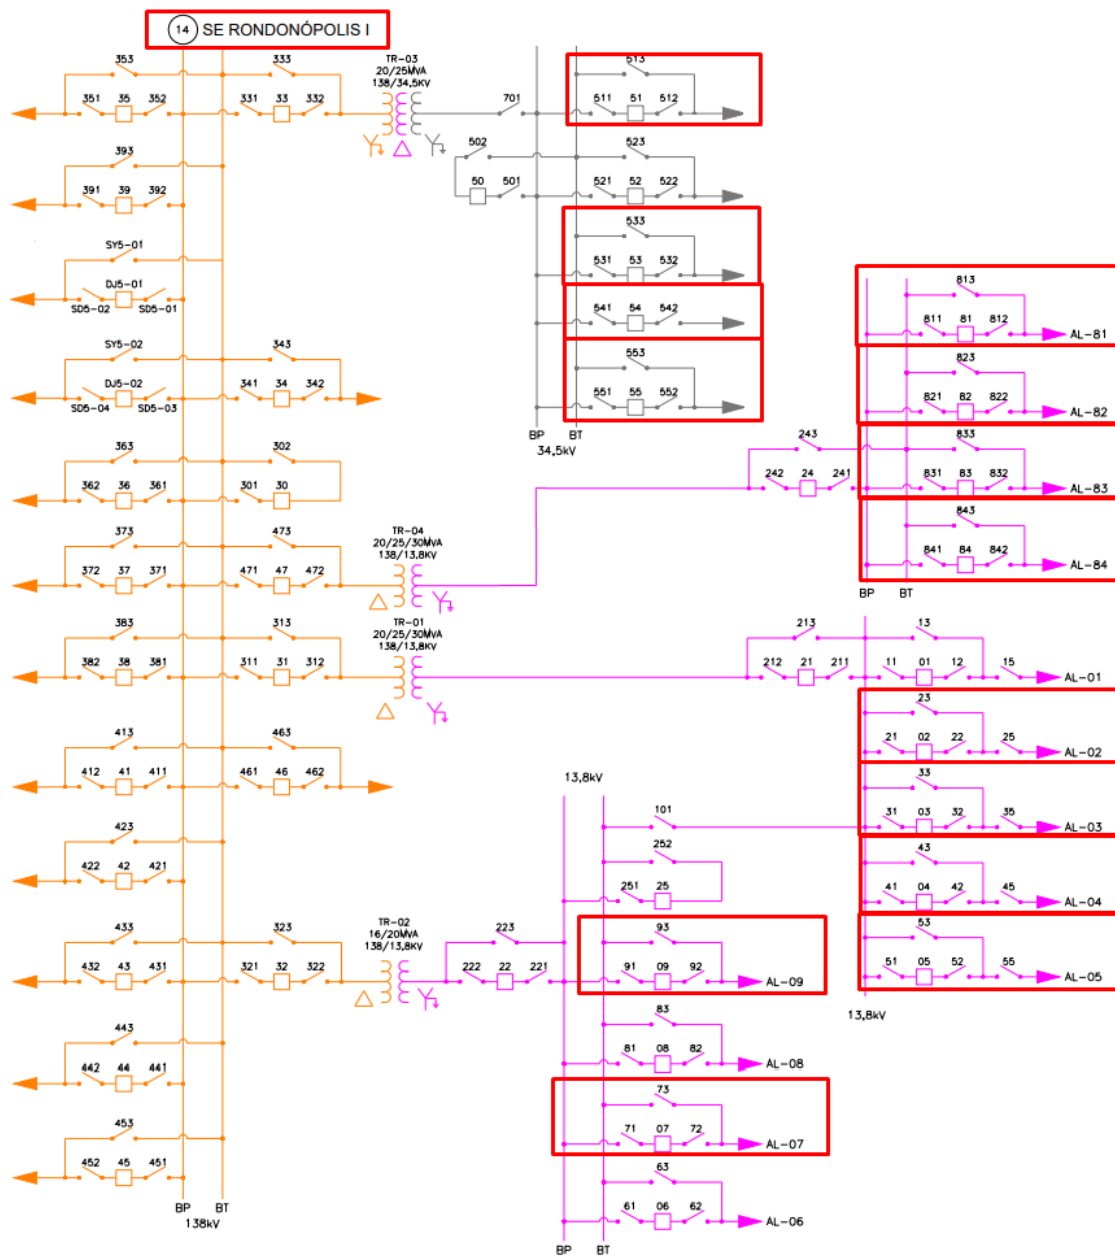 14 SE RONDONÓPOLIS I
353 333 TR-03
20/25MVA
138/34,5KV
513
351 35 352 331 33 332 701 511 51 512
393 502 523
391 39 392 50 501 521 52 522
SY5-01 533
DJ5-01 531 53 532
SD5-02 SD5-01
541 54 542
813
811 81 812 AL-81
SY5-02 343 553 823
DJ5-02 341 34 342
SD5-04 SD5-03
551 55 552 821 82 822 AL-82
BP BT
34,5kV
363 302 243 833
362 36 361 301 30 242 24 241 831 83 832 AL-83
373 473 TR-04
20/25/30MVA
138/13,8KV
843
372 37 371 471 47 472 841 84 842 AL-84
BP BT
383 313 TR-01
20/25/30MVA
138/13,8KV
213 13
382 38 381 311 31 312 212 21 211 11 01 12 15 AL-01
23
413 463 21 02 22 25 AL-02
412 41 411 461 46 462 13,8kV 33
423 101 31 03 32 35 AL-03
252 43
422 42 421 251 25 41 04 42 45 AL-04
433 323 TR-02
16/20MVA
138/13,8KV
223 93 53
432 43 431 321 32 322 222 22 221 91 09 92 AL-09 51 05 52 55 AL-05
13,8kV
443 83
442 44 441 81 08 82 AL-08
453 73
452 45 451 71 07 72 AL-07
BP BT
138kV
63
61 06 62 AL-06
BP BT